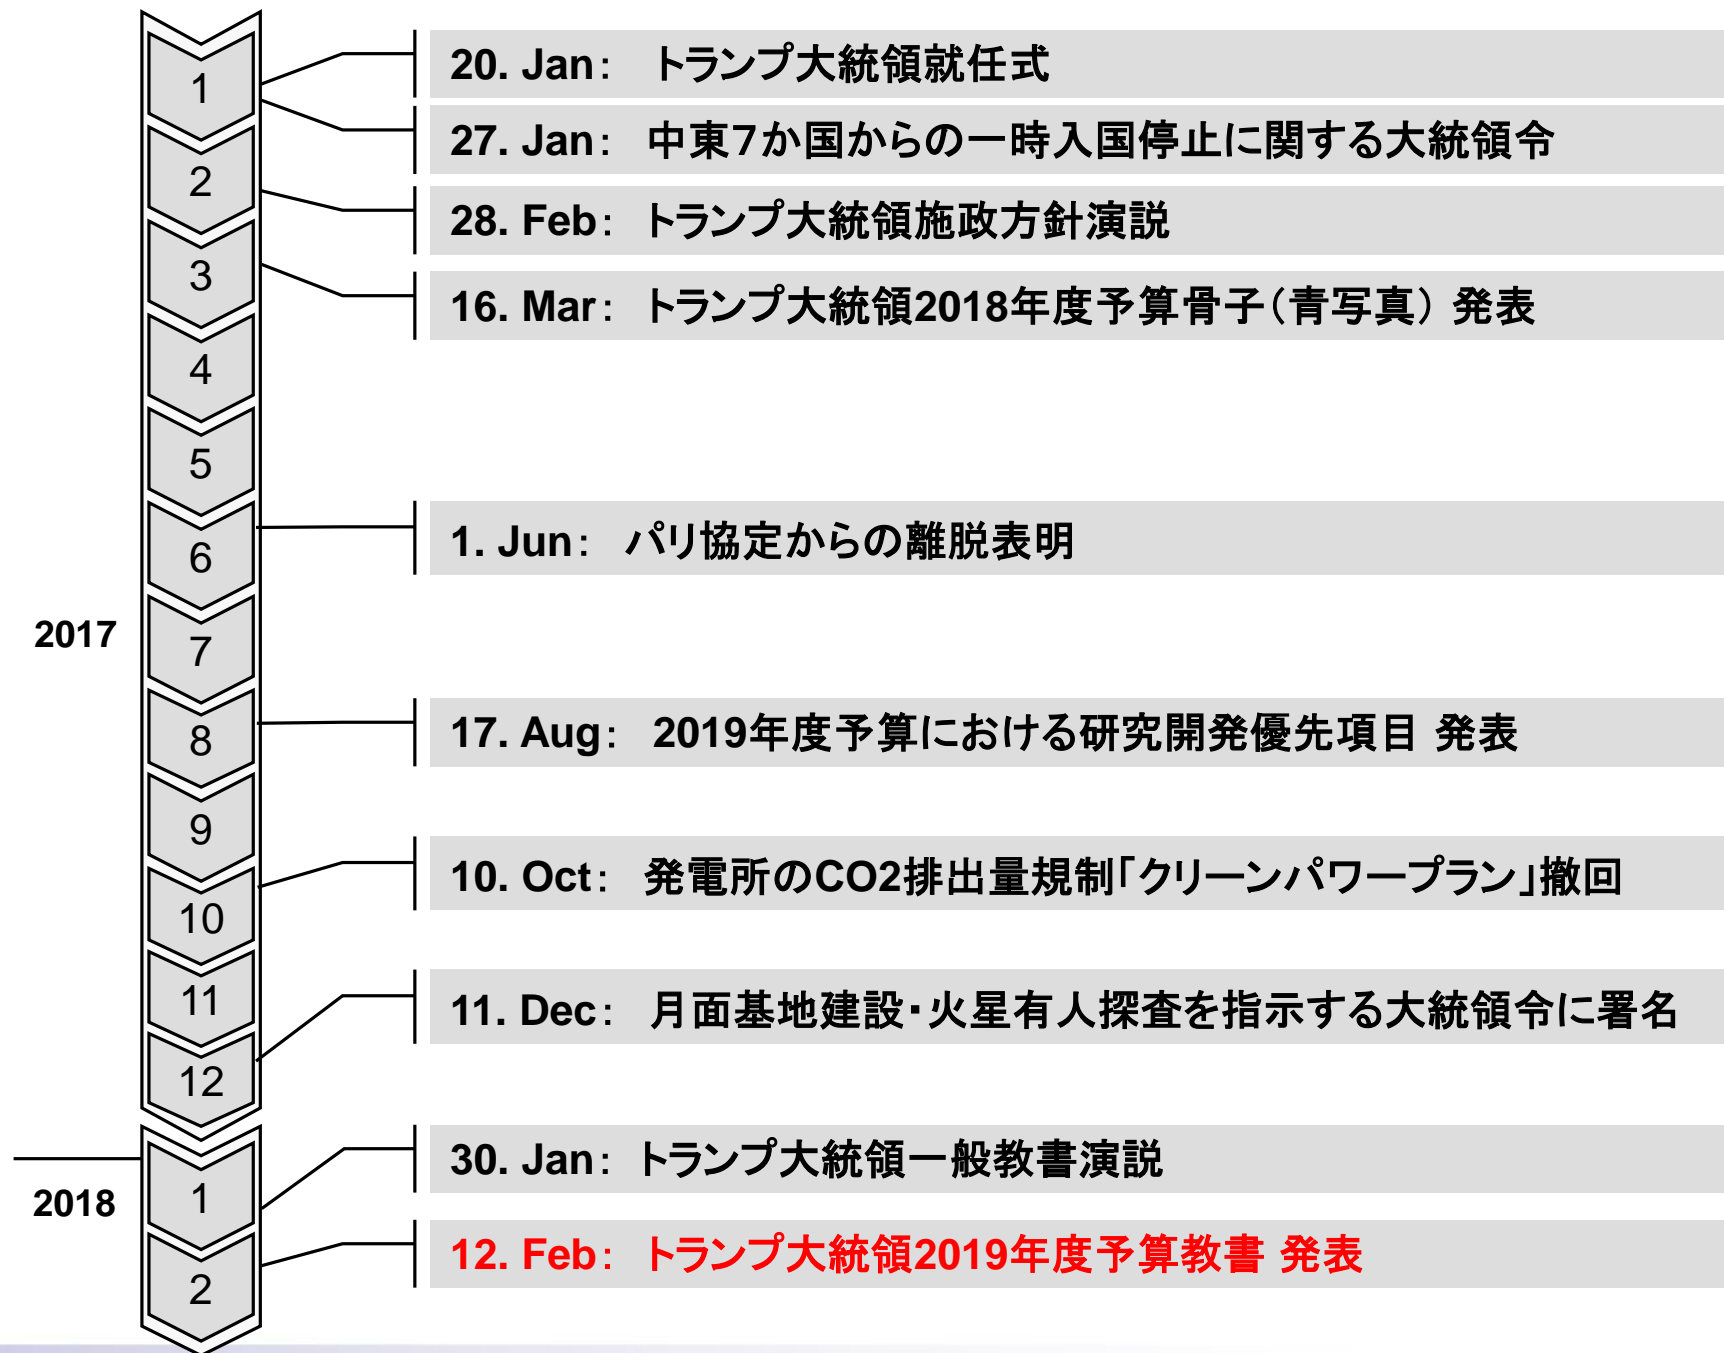 1
20. Jan： トランプ大統領就任式
27. Jan： 中東7か国からの一時入国停止に関する大統領令
2
28. Feb： トランプ大統領施政方針演説
3
16. Mar： トランプ大統領2018年度予算骨子（青写真） 発表
4
5
6
1. Jun： パリ協定からの離脱表明
2017
7
8
17. Aug： 2019年度予算における研究開発優先項目 発表
9
10
10. Oct： 発電所のCO2排出量規制「クリーンパワープラン」撤回
11
11. Dec： 月面基地建設・火星有人探査を指示する大統領令に署名
12
2018
1
30. Jan： トランプ大統領一般教書演説
2
12. Feb： トランプ大統領2019年度予算教書 発表